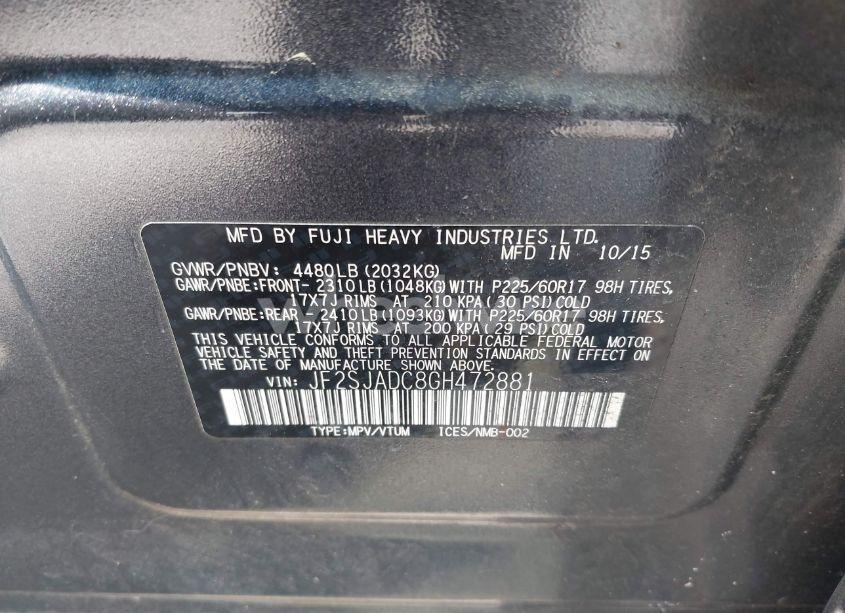 MFD BY FUJI HEAVY INDUSTRIES LTD.
MFD IN 10/15
GVWR/PNBV: 4480LB (2032KG)
GAWR/PNBE:FRONT- 2310LB (1048KG) WITH P225/60R17 98H TIRES,
17X7J RIMS AT 210 KPA( 30 PSI) COLD
GAWR/PNBE:REAR - 2410LB (1093KG) WITH P225/60R17 98H TIRES,
17X7J RIMS AT 200 KPA( 29 PSI) COLD
THIS VEHICLE CONFORMS TO ALL APPLICABLE FEDERAL MOTOR
VEHICLE SAFETY AND THEFT PREVENTION STANDARDS IN EFFECT ON
THE DATE OF MANUFACTURE SHOWN ABOVE.
VIN: JF2SJADC8GH472881
TYPE:MPV/VTUM ICES/NMB-002